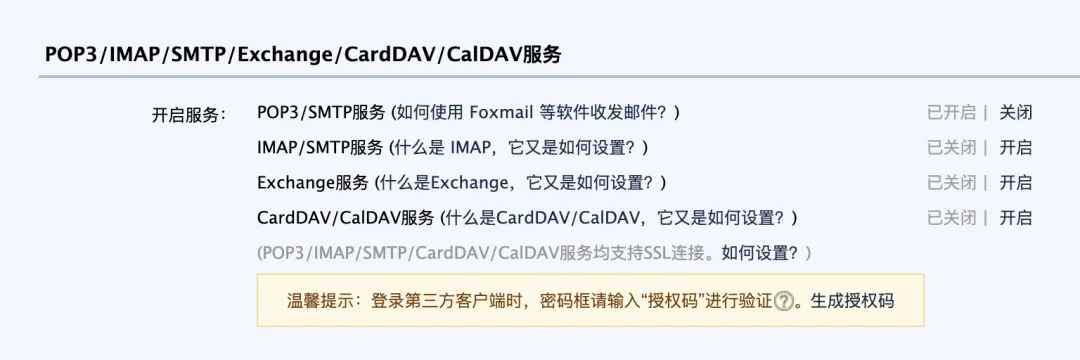 POP3/IMAP/SMTP/Exchange/CardDAV/CalDAV服务
开启服务： POP3/SMTP服务 (如何使用 Foxmail 等软件收发邮件？) 已开启 | 关闭
IMAP/SMTP服务 (什么是 IMAP，它又是如何设置？) 已关闭 | 开启
Exchange服务 (什么是Exchange，它又是如何设置？) 已关闭 | 开启
CardDAV/CalDAV服务 (什么是CardDAV/CalDAV，它又是如何设置？) 已关闭 | 开启
(POP3/IMAP/SMTP/CardDAV/CalDAV服务均支持SSL连接。如何设置？)
温馨提示：登录第三方客户端时，密码框请输入“授权码”进行验证?。生成授权码